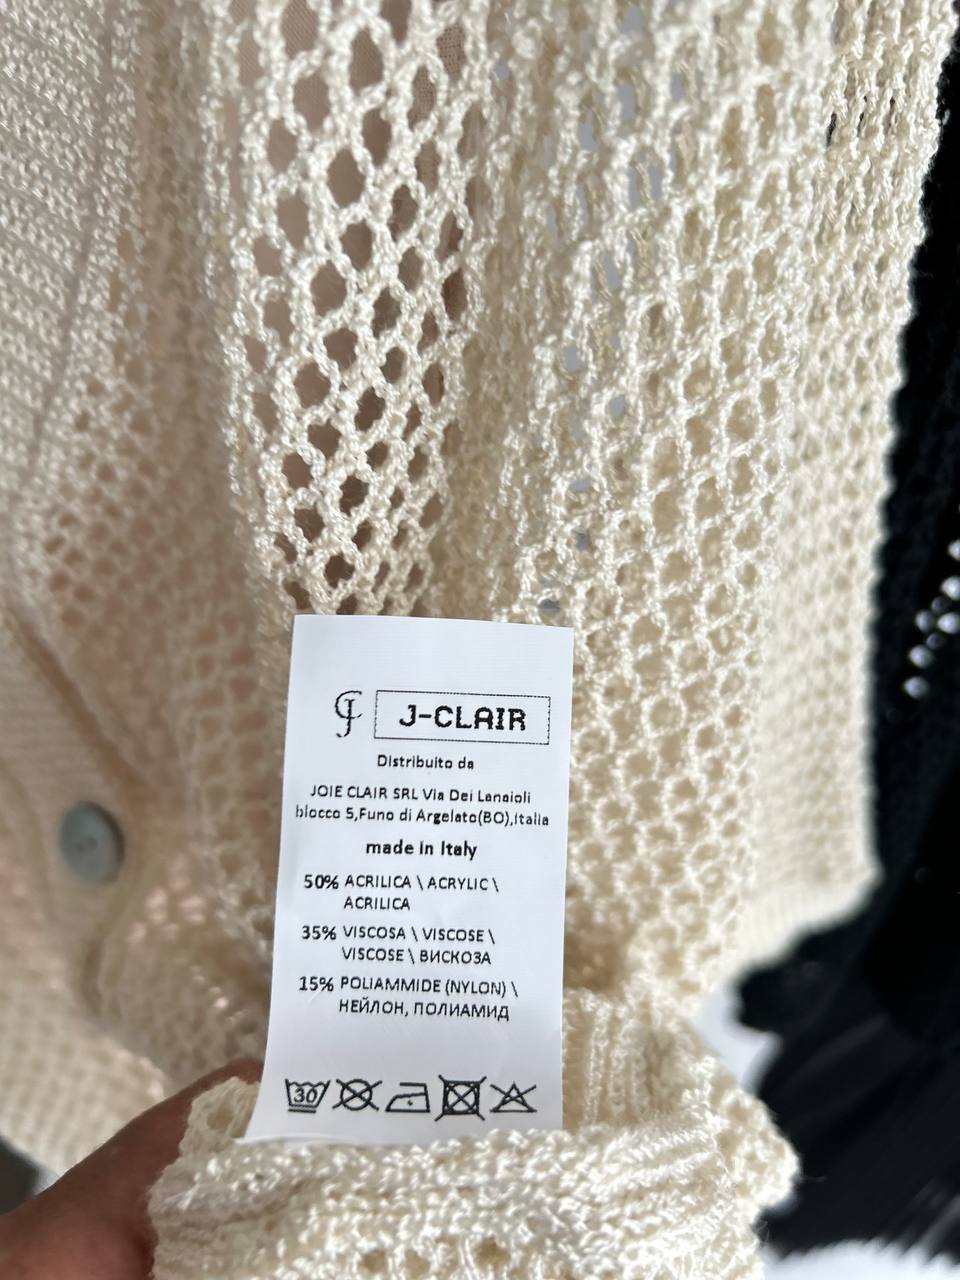 J-CLAIR
Distribuito da
JOIE CLAIR SRL Via Dei Lanaioli
blocco 5,Funo di Argelato(BO),Italia
made in Italy
50% ACRILICA \ ACRYLIC \
ACRILICA
35% VISCOSA \ VISCOSE \
VISCOSE \ ВИСКОЗА
15% POLIAMMIDE (NYLON) \
НЕЙЛОН, ПОЛИАМИД
30